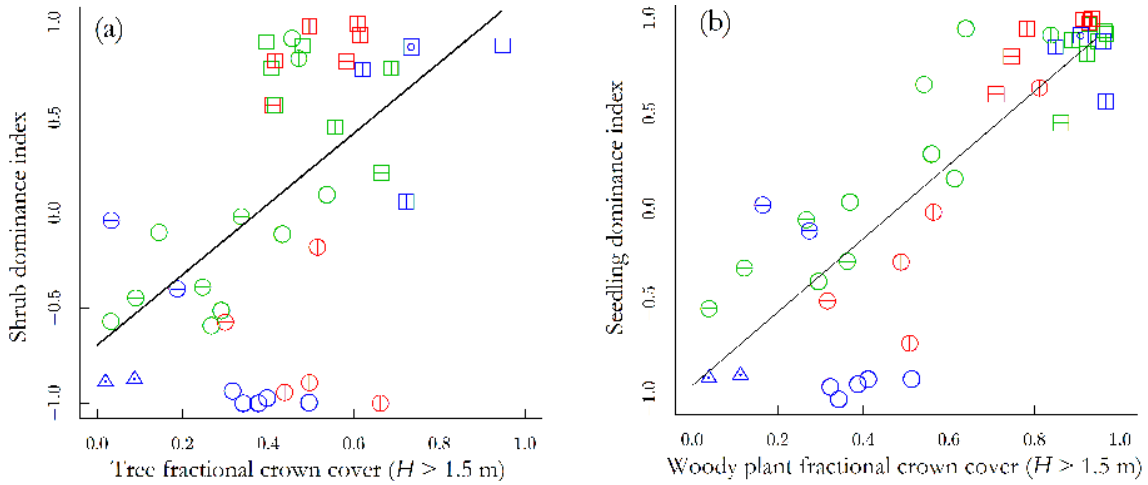 (a)
Shrub dominance index
1.0
0.5
0.0
−0.5
−1.0
0.0 0.2 0.4 0.6 0.8 1.0
Tree fractional crown cover (H > 1.5 m)
(b)
Seedling dominance index
1.0
0.5
0.0
0.5
1.0
0.0 0.2 0.4 0.6 0.8 1.0
Woody plant fractional crown cover (H > 1.5 m)